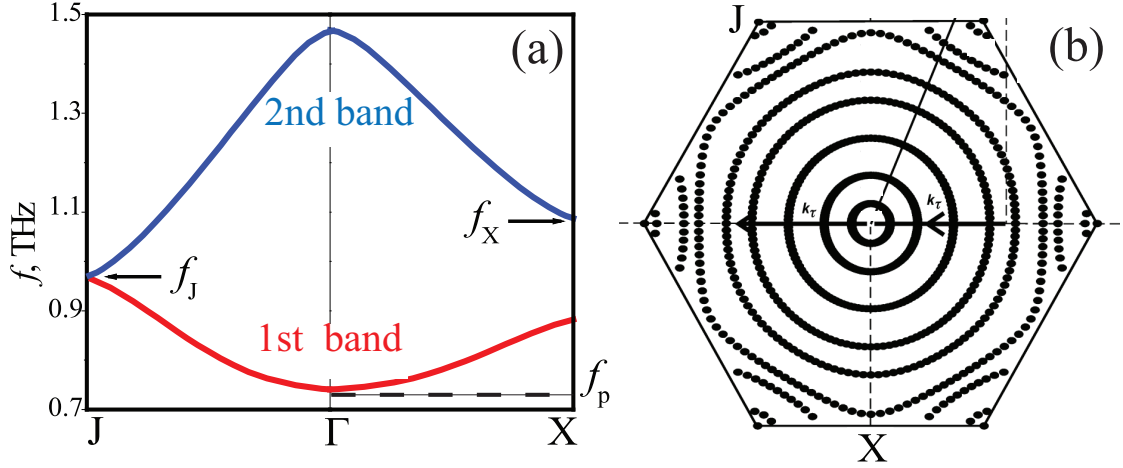 (a)
1.5
1.3
1.1
0.9
0.7
f, THz
2nd band
f_X
f_J
1st band
f_p
J
Γ
X
(b)
J
k_τ
k_τ
X